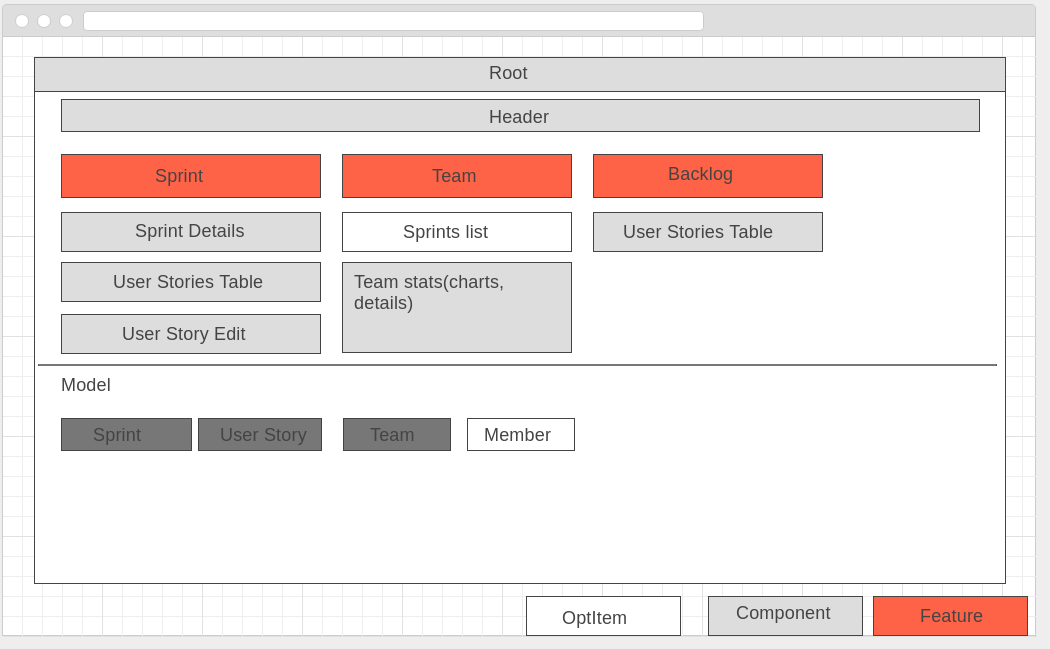 Root
Header
Sprint
Team
Backlog
Sprint Details
Sprints list
User Stories Table
User Stories Table
Team stats(charts,
details)
User Story Edit
Model
Sprint
User Story
Team
Member
OptItem
Component
Feature